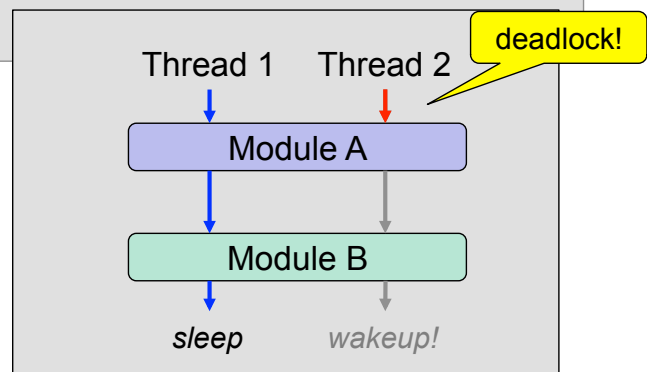 deadlock!
Thread 1 Thread 2
Module A
Module B
sleep wakeup!